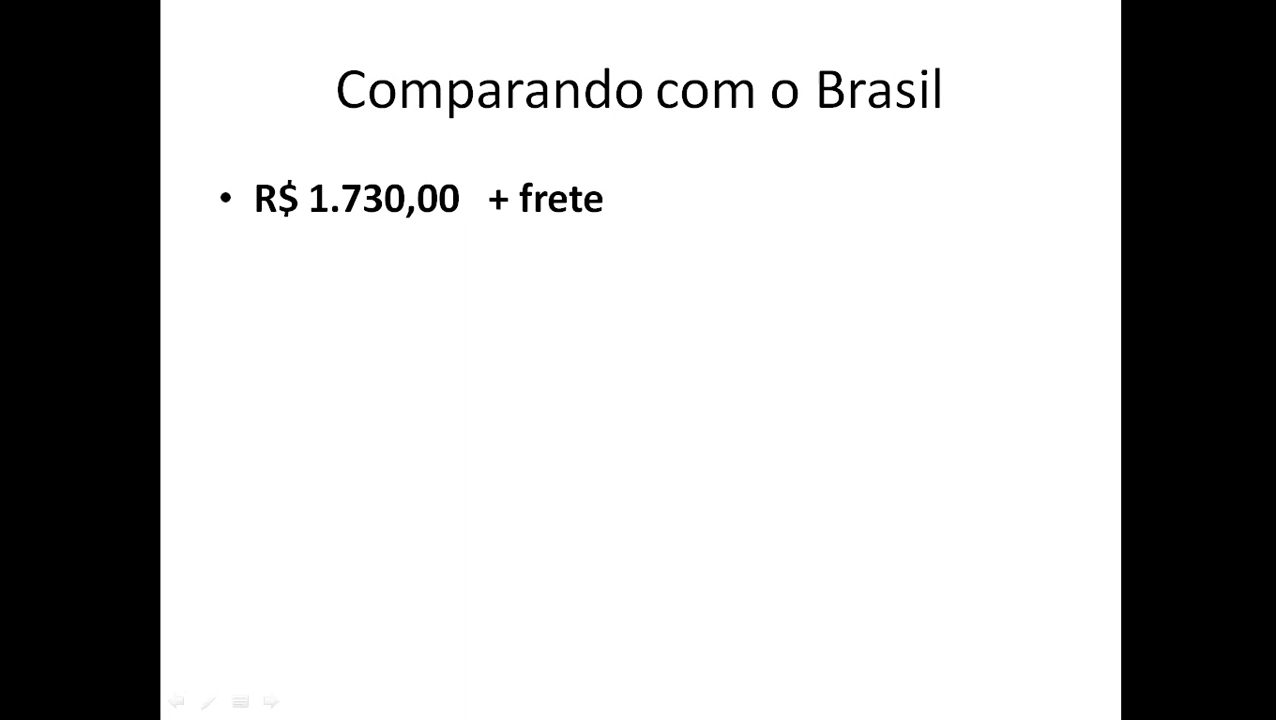 Comparando com o Brasil
• R$ 1.730,00 + frete